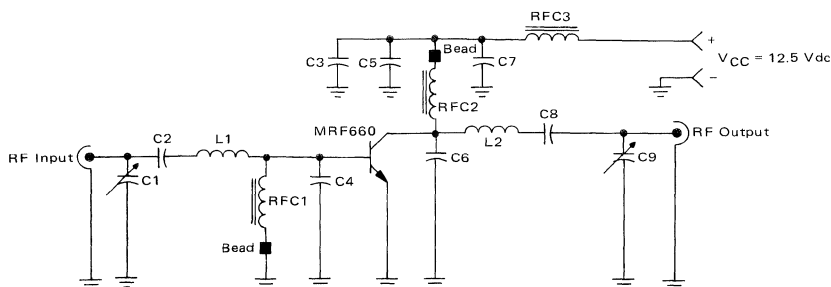 RFC3
+
C3
C5
Bead
C7
VCC = 12.5 Vdc
–
RFC2
C8
MRF660
C2
L1
RF Input
L2
RF Output
C1
C4
C6
C9
RFC1
Bead